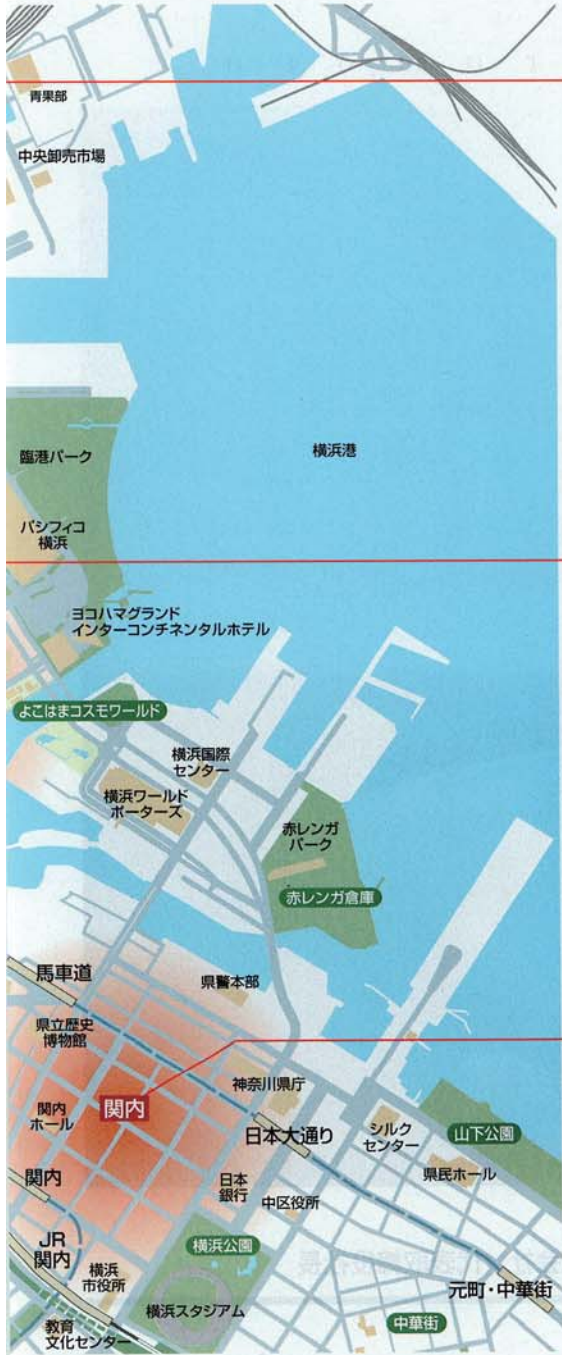 青果部
中央卸売市場
臨港パーク
横浜港
パシフィコ
横浜
ヨコハマグランド
インターコンチネンタルホテル
よこはまコスモワールド
横浜国際
センター
横浜ワールド
ポーターズ
赤レンガ
パーク
赤レンガ倉庫
馬車道
県警本部
県立歴史
博物館
神奈川県庁
関内
関内
ホール
日本大通り
シルク
センター
山下公園
県民ホール
関内
日本
銀行
中区役所
JR
関内
横浜公園
横浜
市役所
元町・中華街
横浜スタジアム
中華街
教育
文化センター